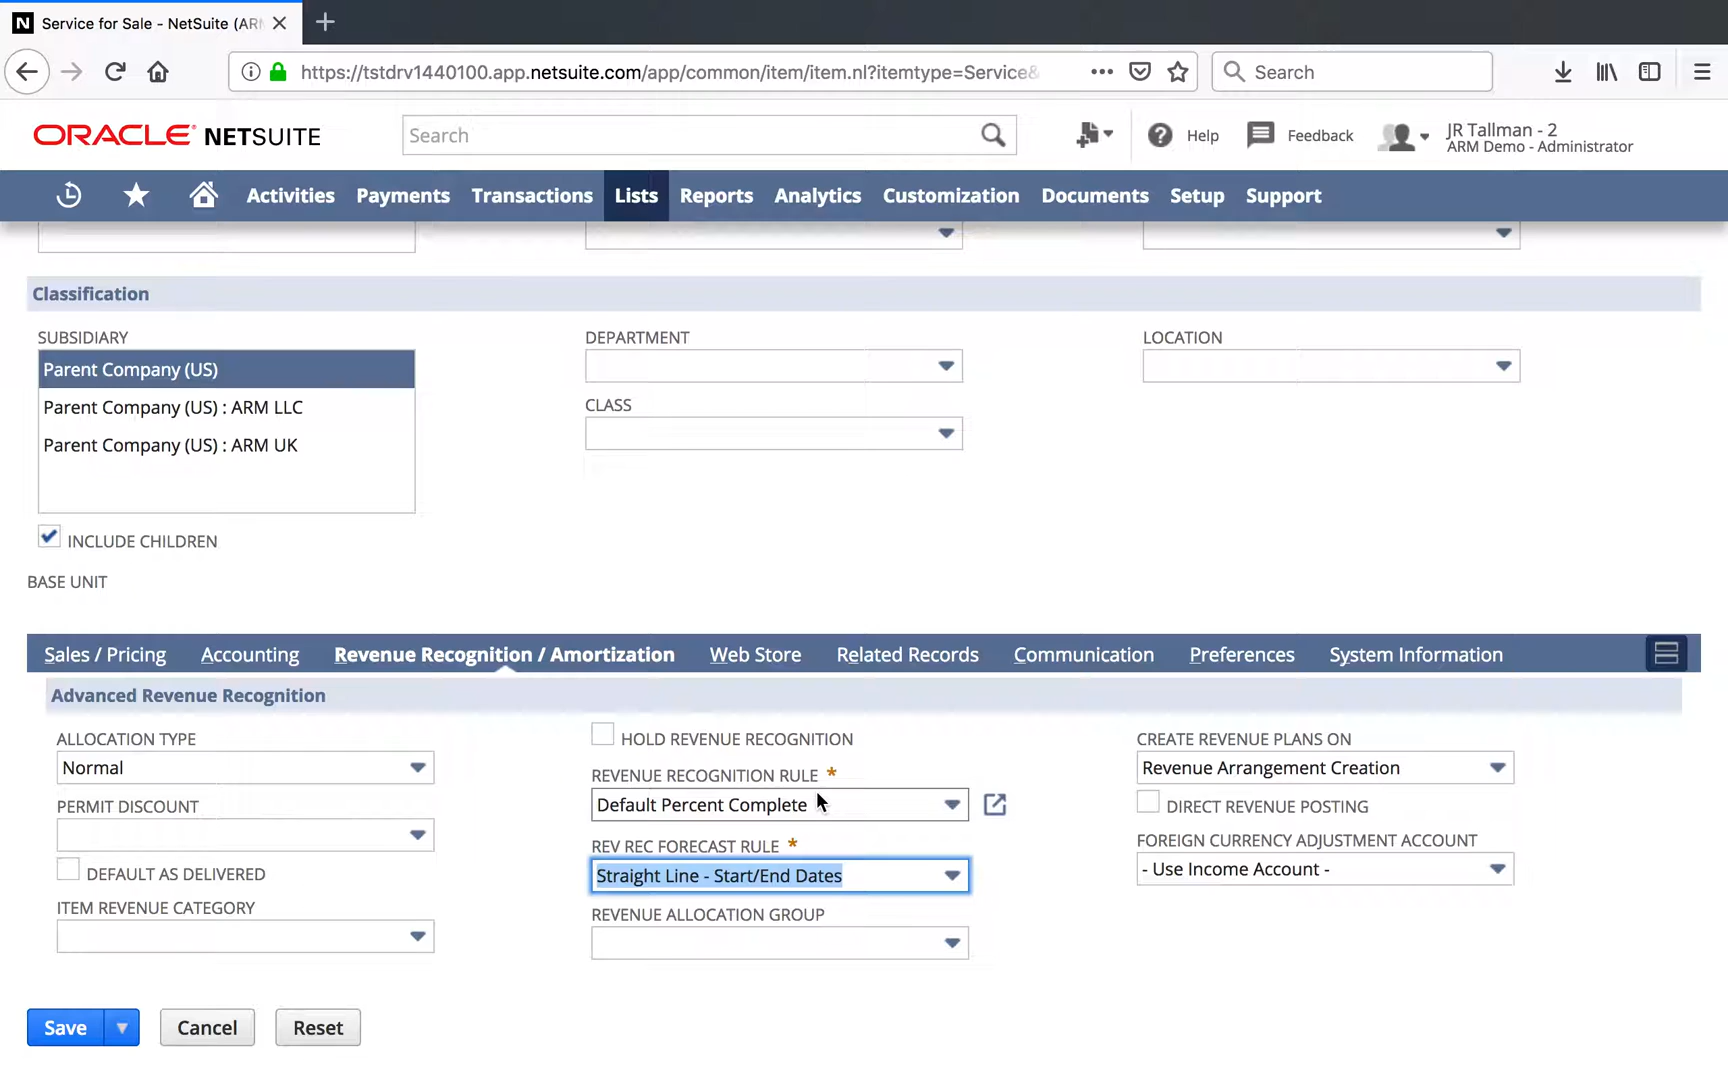 N Service for Sale - NetSuite (AR
https://tstdrv1440100.app.netsuite.com/app/common/item/item.nl?itemtype=Service&
Search
ORACLE NETSUITE
Search
Help
Feedback
JR Tallman - 2
ARM Demo - Administrator
Activities Payments Transactions Lists Reports Analytics Customization Documents Setup Support
Classification
SUBSIDIARY
Parent Company (US)
Parent Company (US) : ARM LLC
Parent Company (US) : ARM UK
INCLUDE CHILDREN
DEPARTMENT
CLASS
LOCATION
BASE UNIT
Sales / Pricing Accounting Revenue Recognition / Amortization Web Store Related Records Communication Preferences System Information
Advanced Revenue Recognition
ALLOCATION TYPE
Normal
PERMIT DISCOUNT
DEFAULT AS DELIVERED
ITEM REVENUE CATEGORY
HOLD REVENUE RECOGNITION
REVENUE RECOGNITION RULE *
Default Percent Complete
REV REC FORECAST RULE *
Straight Line - Start/End Dates
REVENUE ALLOCATION GROUP
CREATE REVENUE PLANS ON
Revenue Arrangement Creation
DIRECT REVENUE POSTING
FOREIGN CURRENCY ADJUSTMENT ACCOUNT
- Use Income Account -
Save Cancel Reset